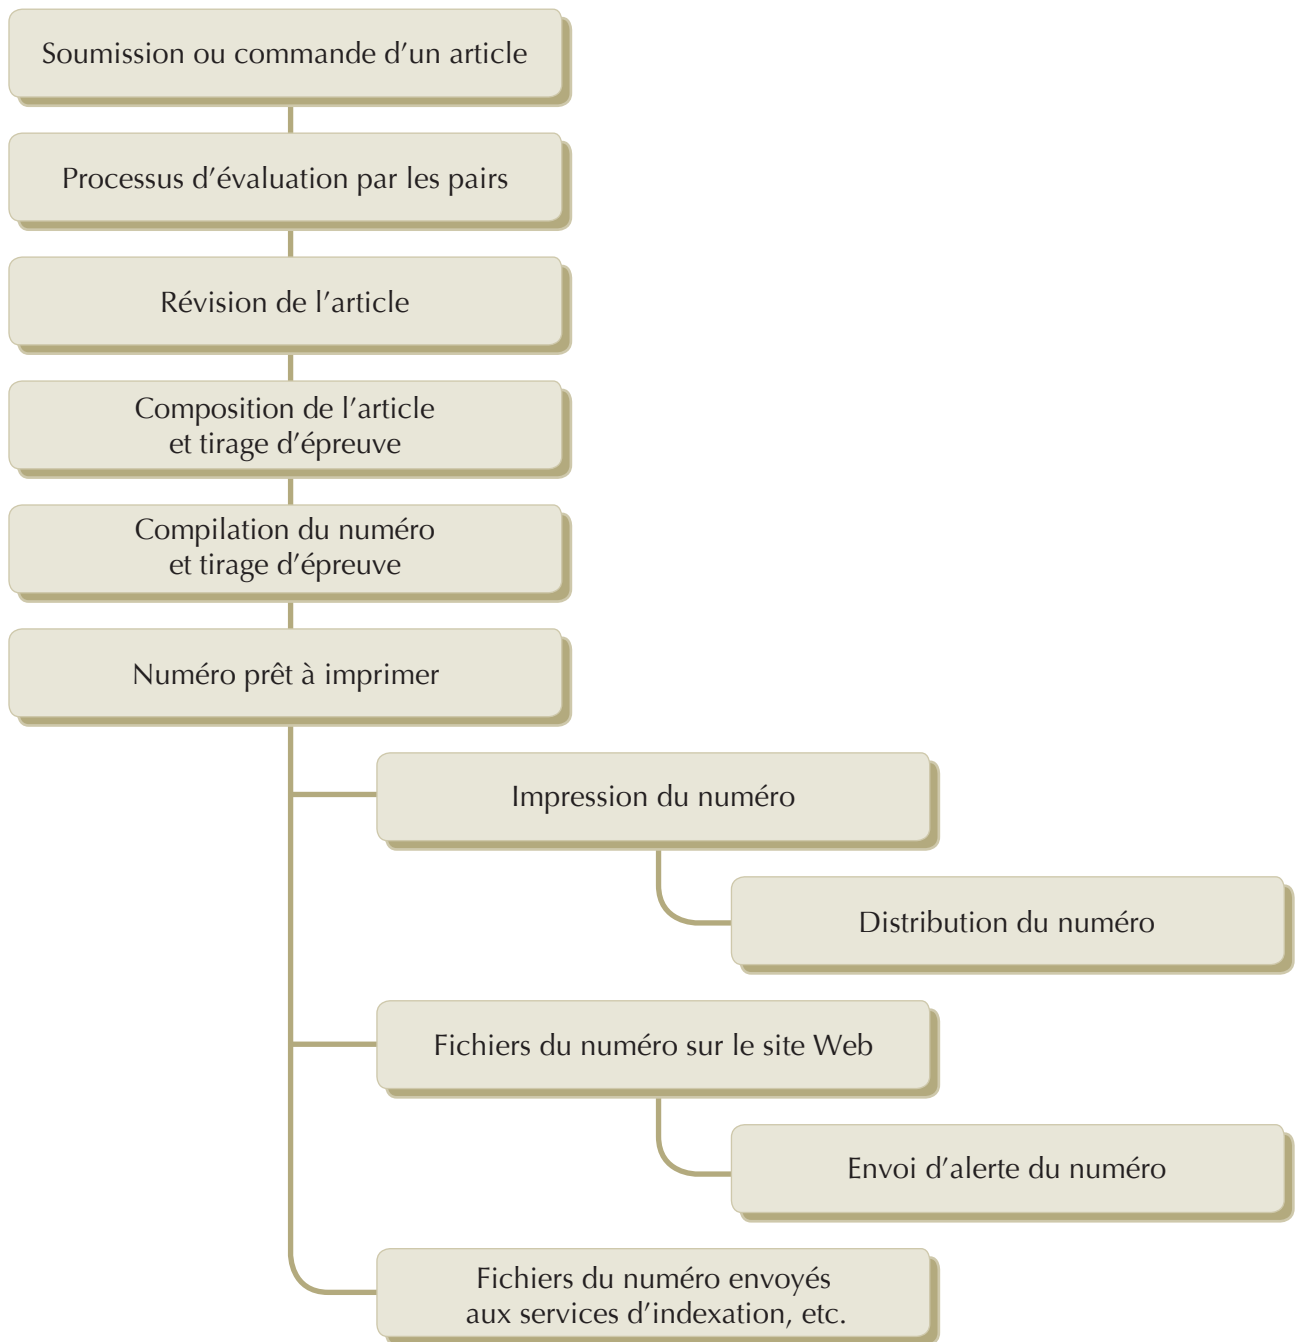 Soumission ou commande d’un article
Processus d’évaluation par les pairs
Révision de l’article
Composition de l’article
et tirage d’épreuve
Compilation du numéro
et tirage d’épreuve
Numéro prêt à imprimer
Impression du numéro
Distribution du numéro
Fichiers du numéro sur le site Web
Envoi d’alerte du numéro
Fichiers du numéro envoyés
aux services d’indexation, etc.